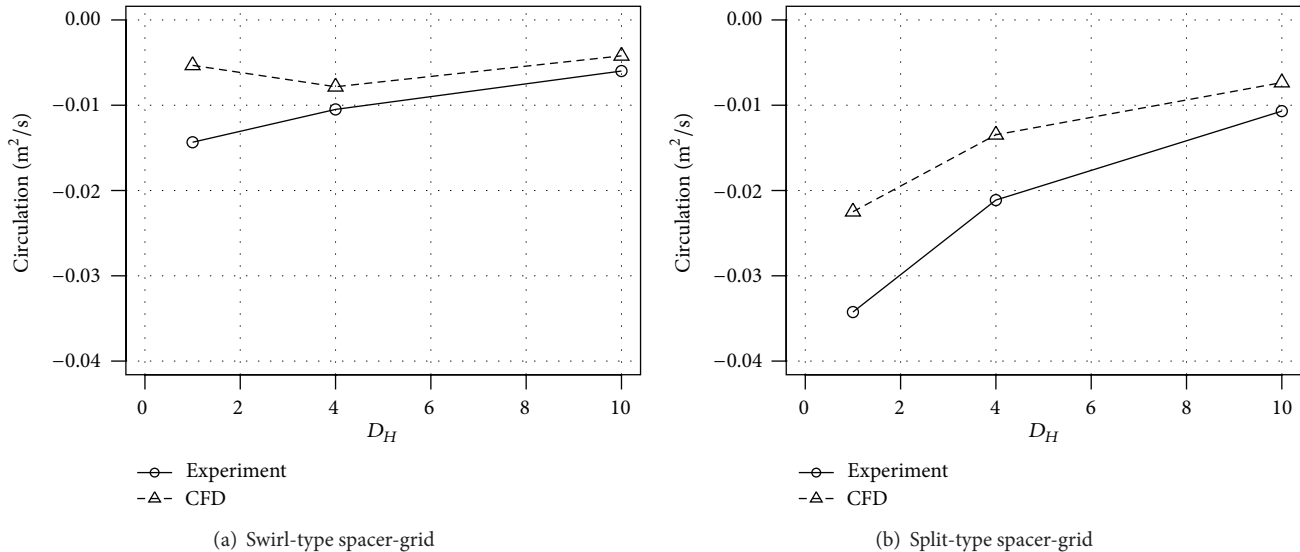 0.00
−0.01
−0.02
−0.03
−0.04
Circulation (m²/s)
0 2 4 6 8 10
D_H
Experiment
CFD
(a) Swirl-type spacer-grid
0.00
−0.01
−0.02
−0.03
−0.04
Circulation (m²/s)
0 2 4 6 8 10
D_H
Experiment
CFD
(b) Split-type spacer-grid